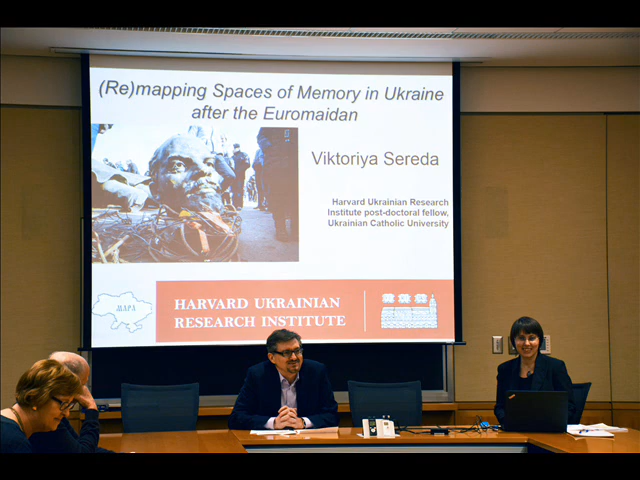 (Re)mapping Spaces of Memory in Ukraine
after the Euromaidan
Viktoriya Sereda
Harvard Ukrainian Research
Institute post-doctoral fellow,
Ukrainian Catholic University
МАРА
HARVARD UKRAINIAN
RESEARCH INSTITUTE